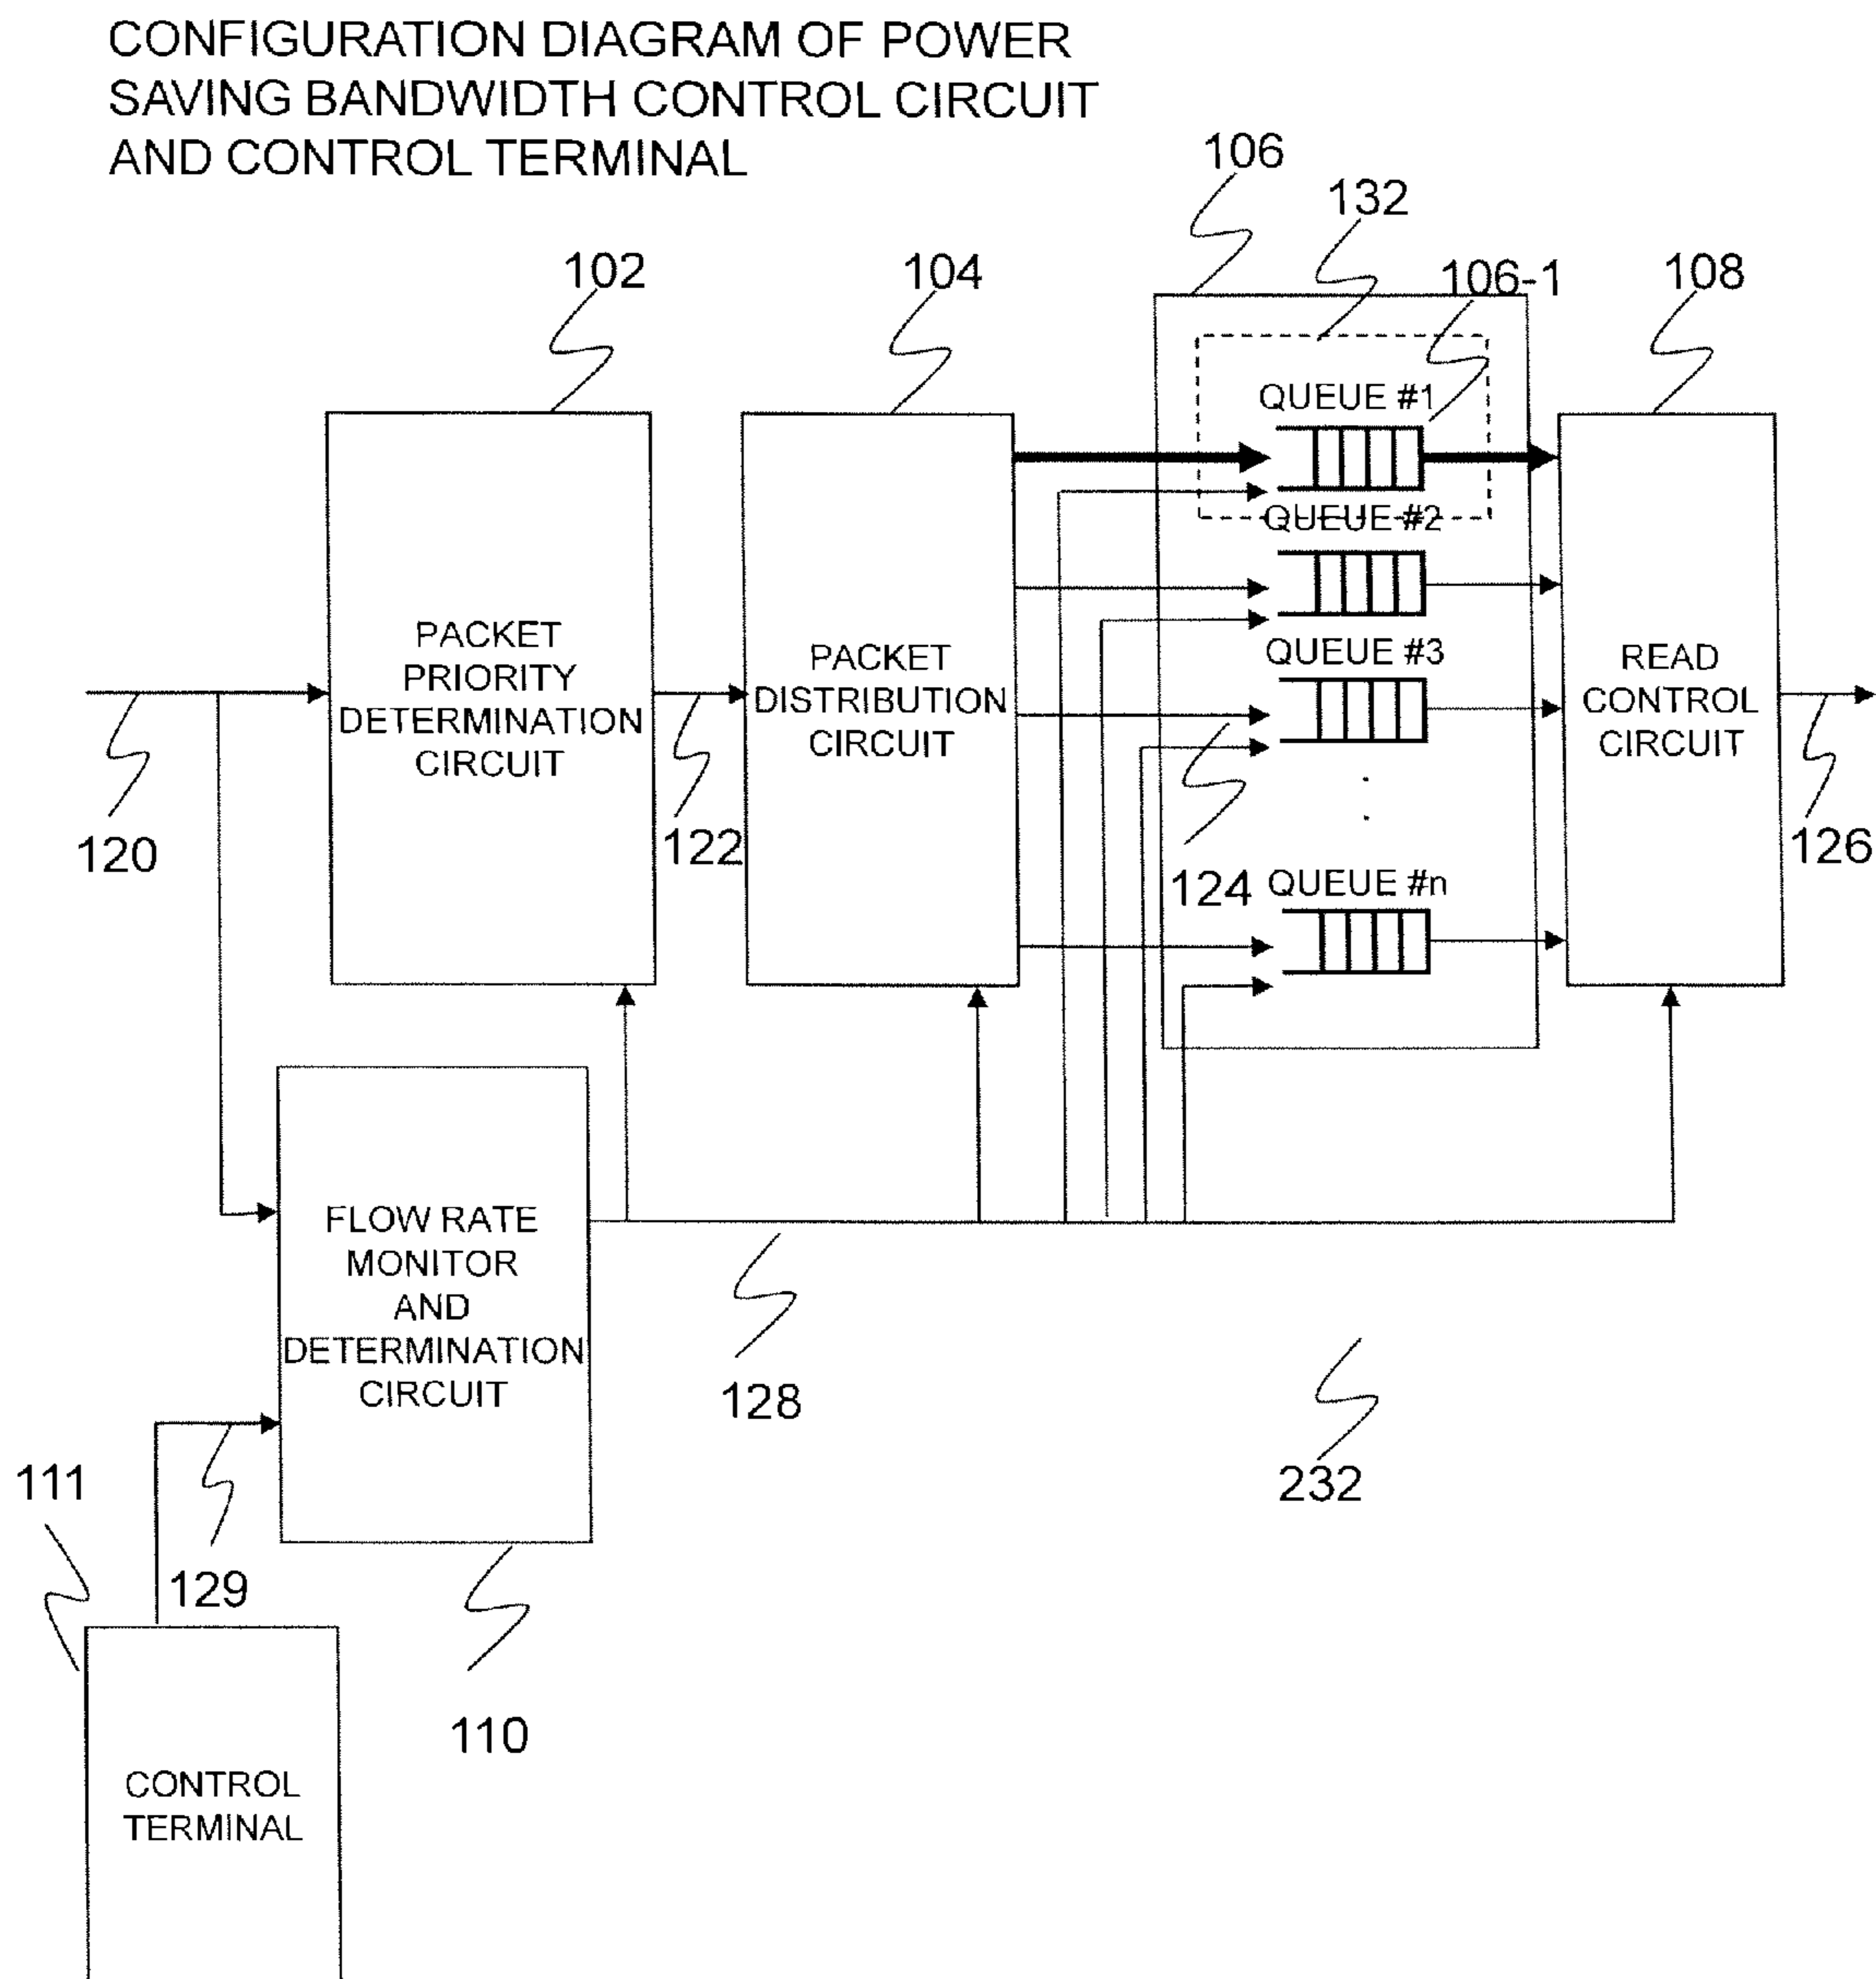 CONFIGURATION DIAGRAM OF POWER
SAVING BANDWIDTH CONTROL CIRCUIT
AND CONTROL TERMINAL
106
132
102
104
106-1
108
QUEUE #1
QUEUE #2
PACKET
PRIORITY
DETERMINATION
CIRCUIT
PACKET
DISTRIBUTION
CIRCUIT
QUEUE #3
READ
CONTROL
CIRCUIT
120
122
124
QUEUE #n
126
FLOW RATE
MONITOR
AND
DETERMINATION
CIRCUIT
128
232
111
129
110
CONTROL
TERMINAL